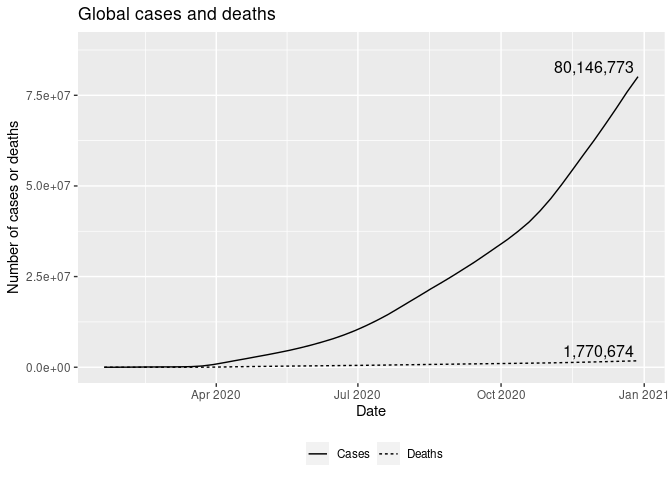 Global cases and deaths
80,146,773
7.5e+07
5.0e+07
2.5e+07
1,770,674
0.0e+00
Number of cases or deaths
Apr 2020
Jul 2020
Oct 2020
Jan 2021
Date
Cases
Deaths